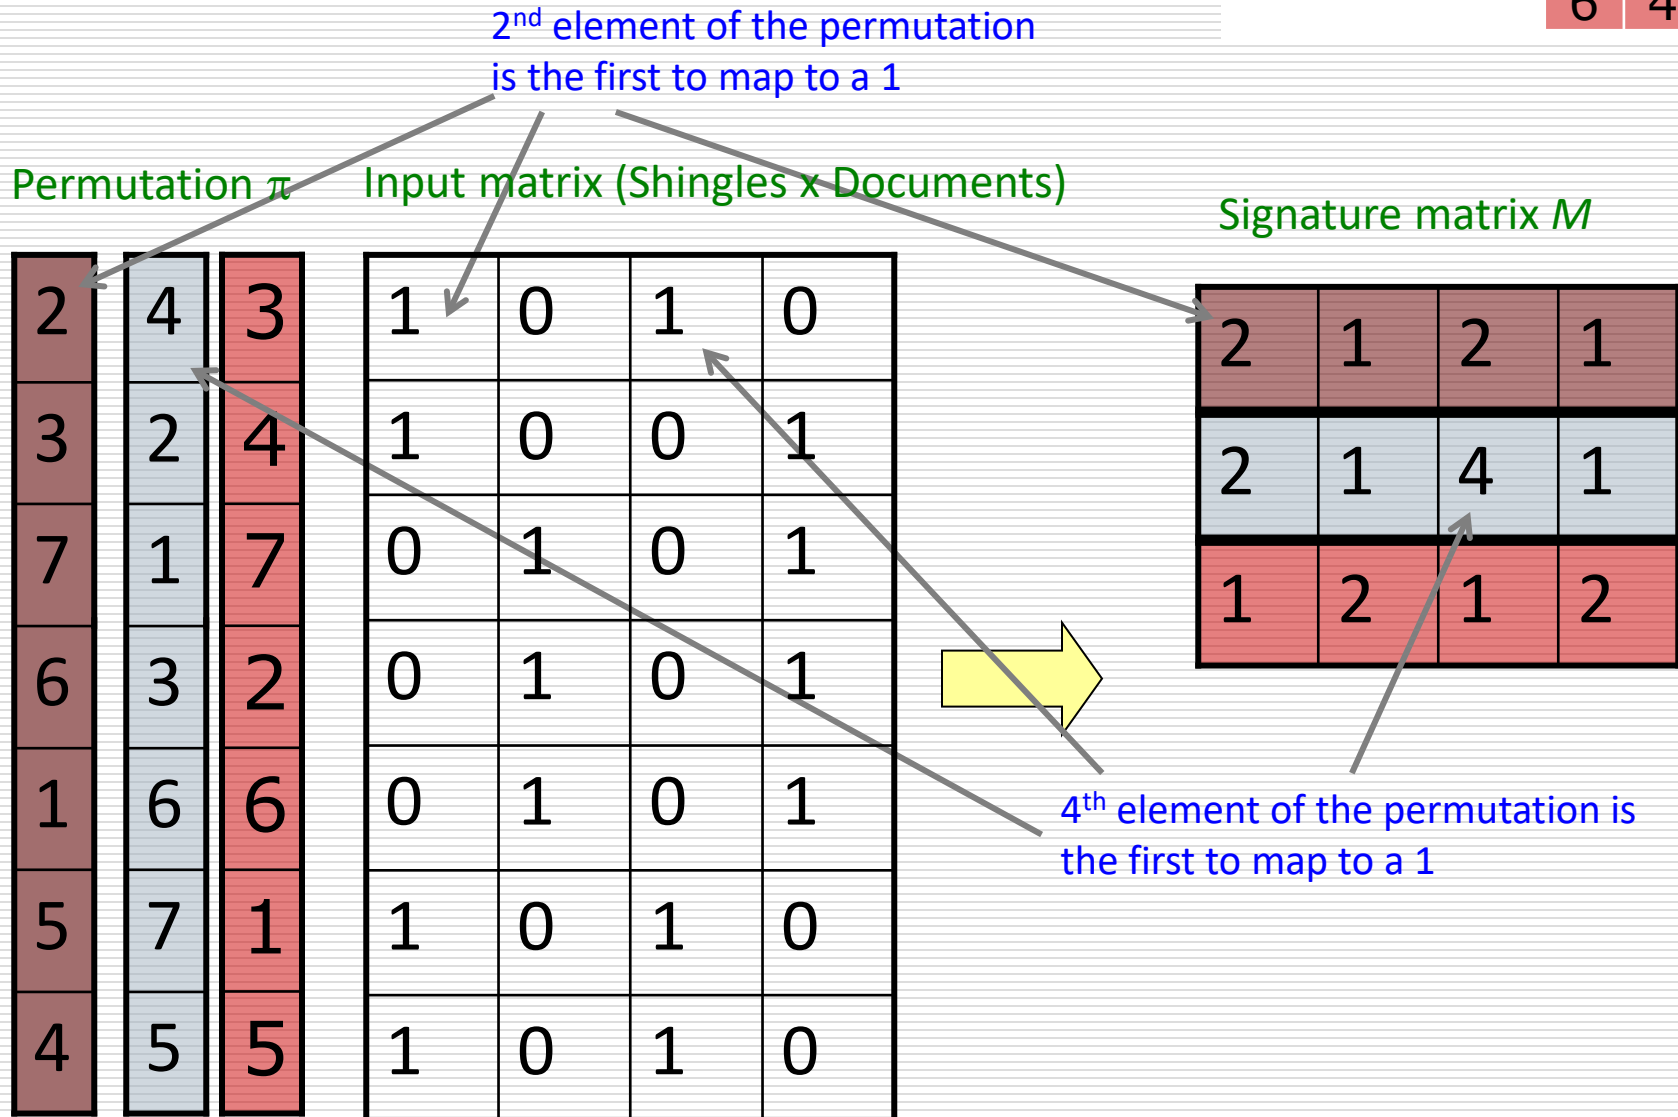 6 4
2nd element of the permutation
is the first to map to a 1
Permutation π
Input matrix (Shingles x Documents)
Signature matrix M
2 4 3 1 0 1 0
3 2 4 1 0 0 1
7 1 7 0 1 0 1
6 3 2 0 1 0 1
1 6 6 0 1 0 1
5 7 1 1 0 1 0
4 5 5 1 0 1 0
2 1 2 1
2 1 4 1
1 2 1 2
4th element of the permutation is
the first to map to a 1